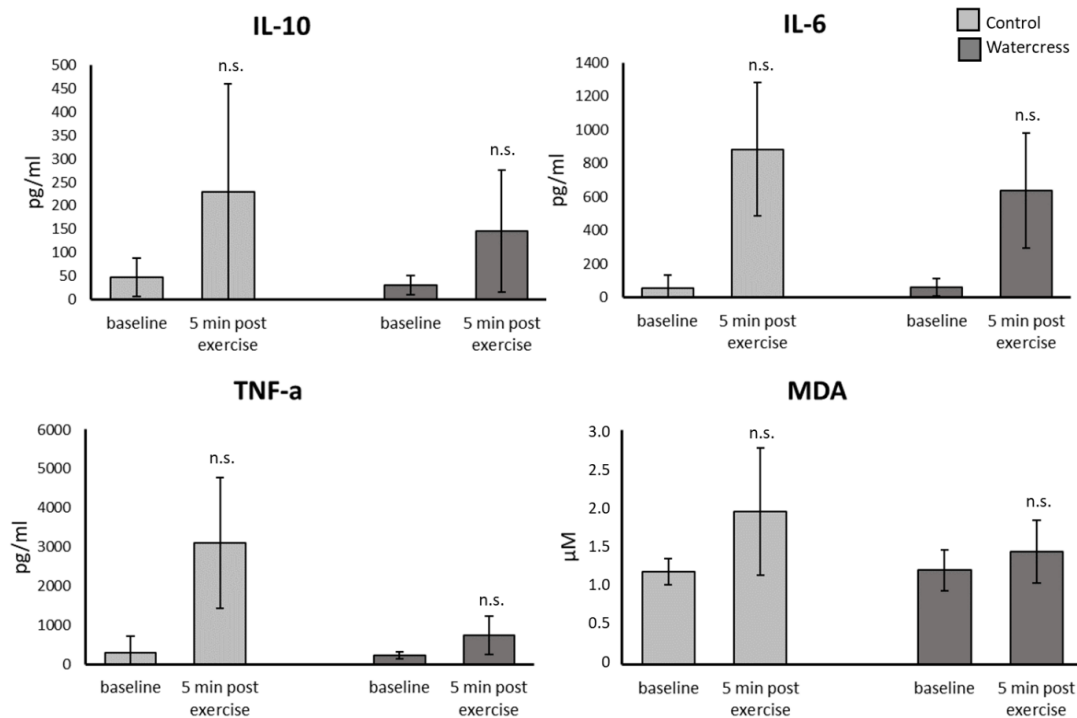 IL-10
n.s.
n.s.
pg/ml
500
450
400
350
300
250
200
150
100
50
0
baseline
5 min post
exercise
baseline
5 min post
exercise
IL-6
Control
Watercress
n.s.
n.s.
pg/ml
1400
1200
1000
800
600
400
200
0
baseline
5 min post
exercise
baseline
5 min post
exercise
TNF-a
n.s.
n.s.
pg/ml
6000
5000
4000
3000
2000
1000
0
baseline
5 min post
exercise
baseline
5 min post
exercise
MDA
n.s.
n.s.
µM
3.0
2.5
2.0
1.5
1.0
0.5
0
baseline
5 min post
exercise
baseline
5 min post
exercise